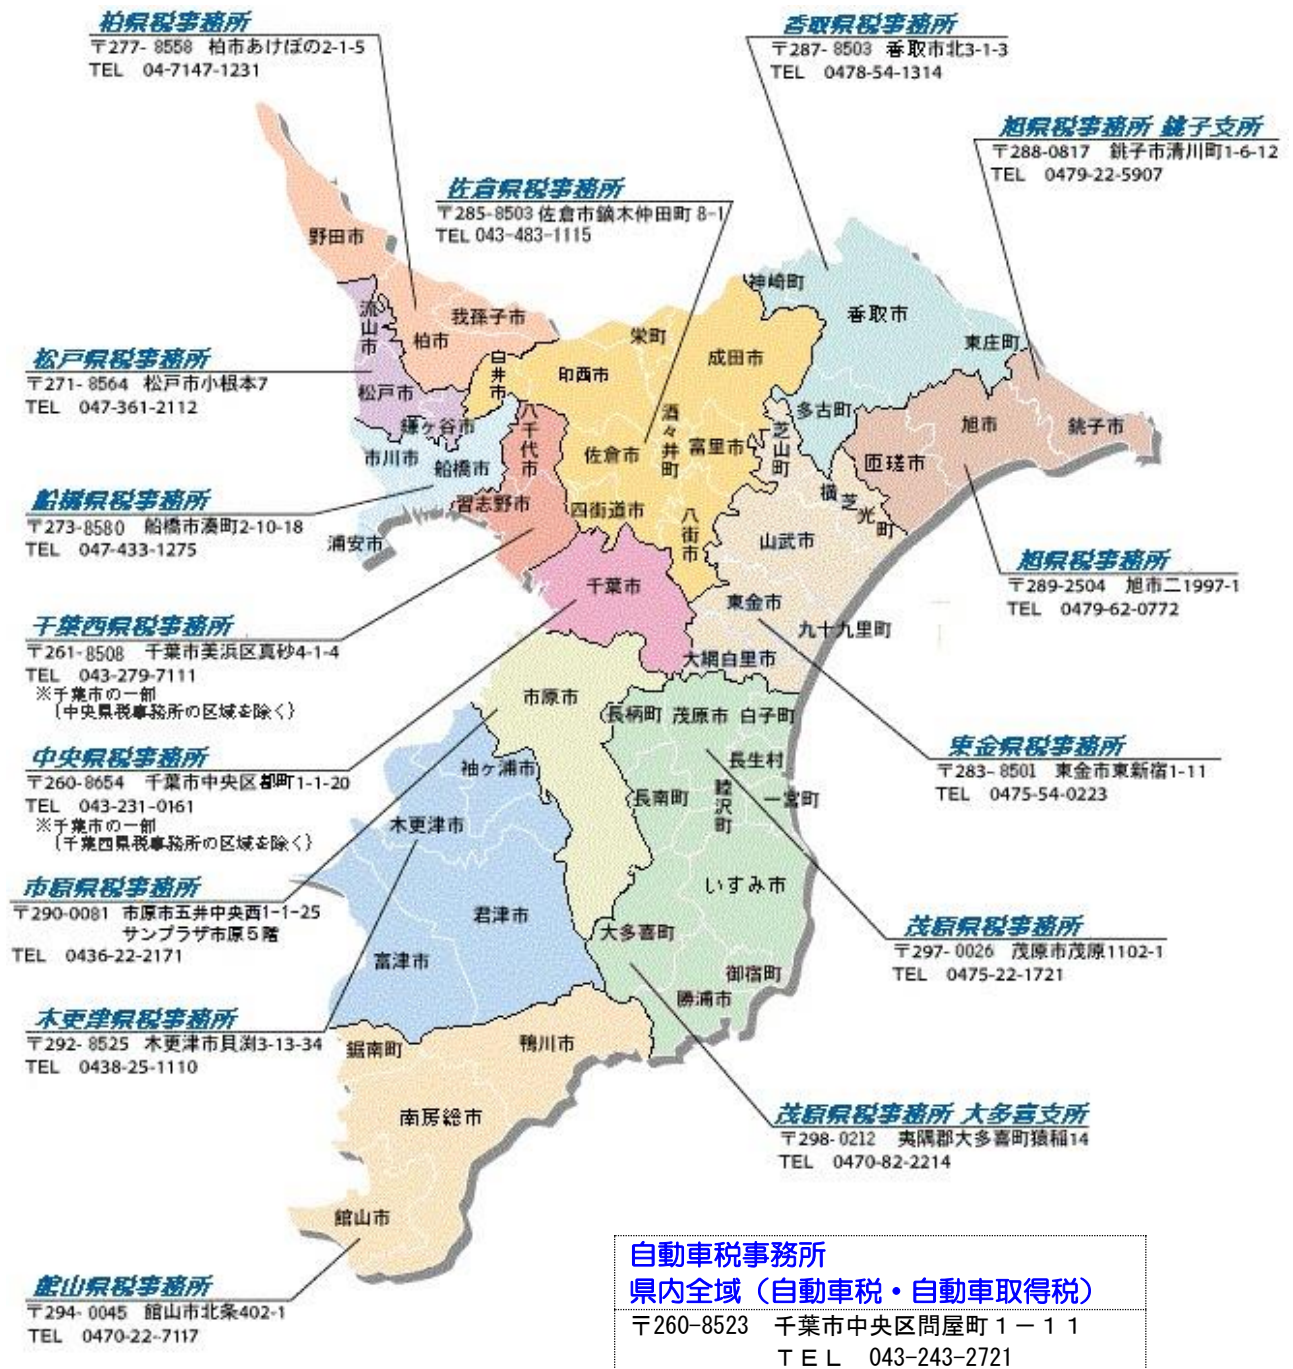 柏県税事務所
〒277-8558 柏市あけぼの2-1-5
TEL 04-7147-1231
香取県税事務所
〒287-8503 香取市北3-1-3
TEL 0478-54-1314
旭県税事務所 銚子支所
〒288-0817 銚子市清川町1-6-12
TEL 0479-22-5907
佐倉県税事務所
〒285-8503 佐倉市鏑木仲田町 8-1
TEL 043-483-1115
野田市
流山市
我孫子市
柏市
白井市
栄町
印西市
成田市
神崎町
香取市
東庄町
松戸県税事務所
〒271-8564 松戸市小根本7
TEL 047-361-2112
松戸市
鎌ヶ谷市
市川市
船橋市
八千代市
習志野市
浦安市
佐倉市
酒々井町
富里市
四街道市
八街市
芝山町
多古町
横芝光町
匝瑳市
旭市
銚子市
船橋県税事務所
〒273-8580 船橋市湊町2-10-18
TEL 047-433-1275
山武市
千葉市
東金市
九十九里町
大網白里市
旭県税事務所
〒289-2504 旭市ニ1997-1
TEL 0479-62-0772
千葉西県税事務所
〒261-8508 千葉市美浜区真砂4-1-4
TEL 043-279-7111
※千葉市の一部
〔中央県税事務所の区域を除く〕
市原市
長柄町
茂原市
白子町
長生村
長南町
睦沢町
一宮町
東金県税事務所
〒283-8501 東金市東新宿1-11
TEL 0475-54-0223
中央県税事務所
〒260-8654 千葉市中央区都町1-1-20
TEL 043-231-0161
※千葉市の一部
〔千葉西県税事務所の区域を除く〕
袖ヶ浦市
木更津市
いすみ市
市原県税事務所
〒290-0081 市原市五井中央西1-1-25
サンプラザ市原5階
TEL 0436-22-2171
君津市
富津市
大多喜町
御宿町
勝浦市
茂原県税事務所
〒297-0026 茂原市茂原1102-1
TEL 0475-22-1721
木更津県税事務所
〒292-8525 木更津市貝渕3-13-34
TEL 0438-25-1110
鋸南町
鴨川市
南房総市
館山市
茂原県税事務所 大多喜支所
〒298-0212 夷隅郡大多喜町猿稲14
TEL 0470-82-2214
館山県税事務所
〒294-0045 館山市北条402-1
TEL 0470-22-7117
自動車税事務所
県内全域(自動車税・自動車取得税)
〒260-8523 千葉市中央区問屋町1-11
TEL 043-243-2721